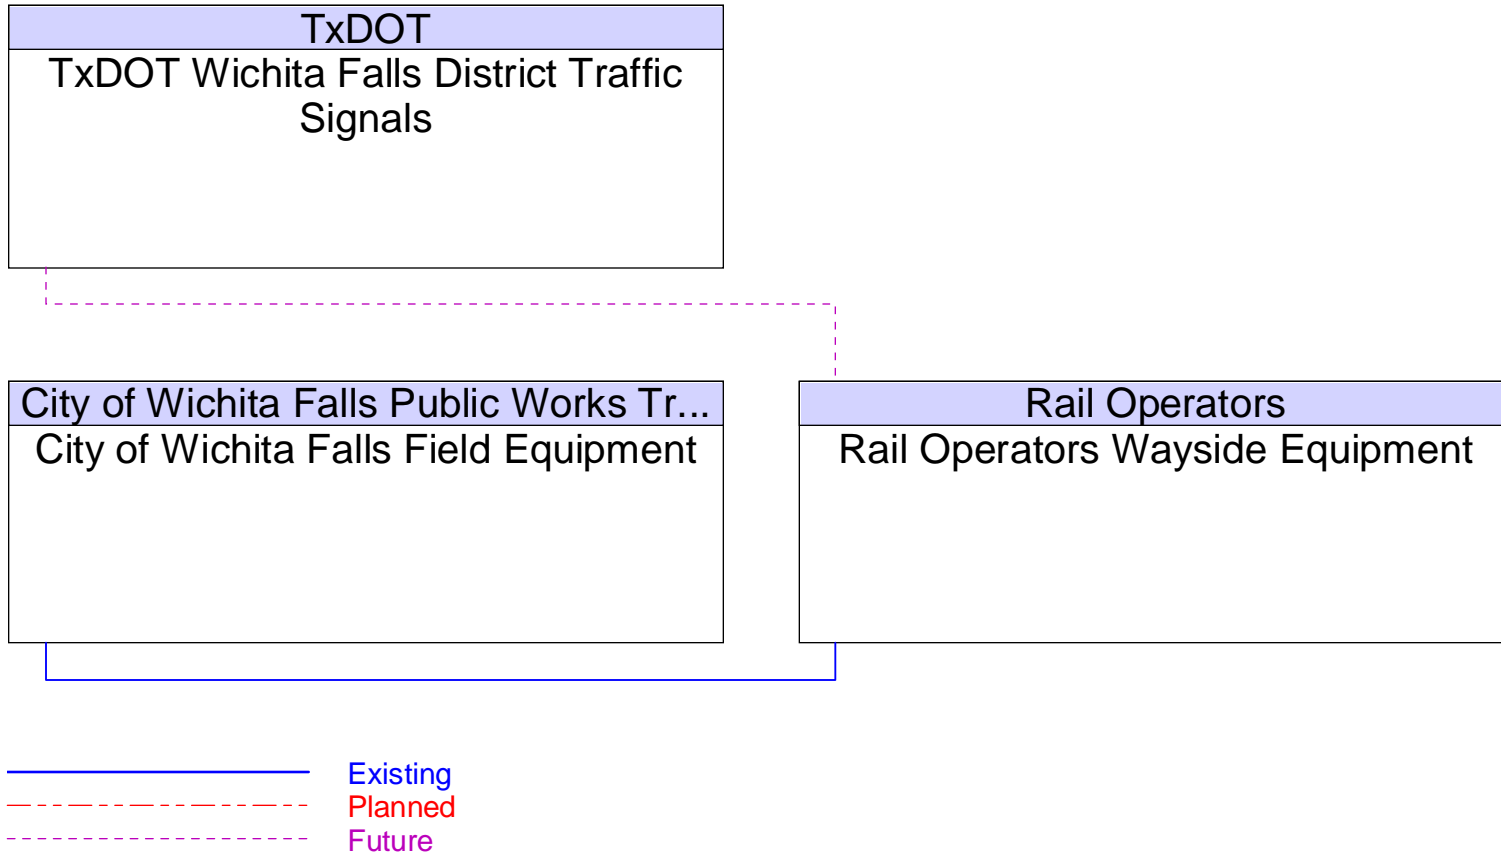 TxDOT
TxDOT Wichita Falls District Traffic
Signals
City of Wichita Falls Public Works Tr...
City of Wichita Falls Field Equipment
Rail Operators
Rail Operators Wayside Equipment
Existing
Planned
Future